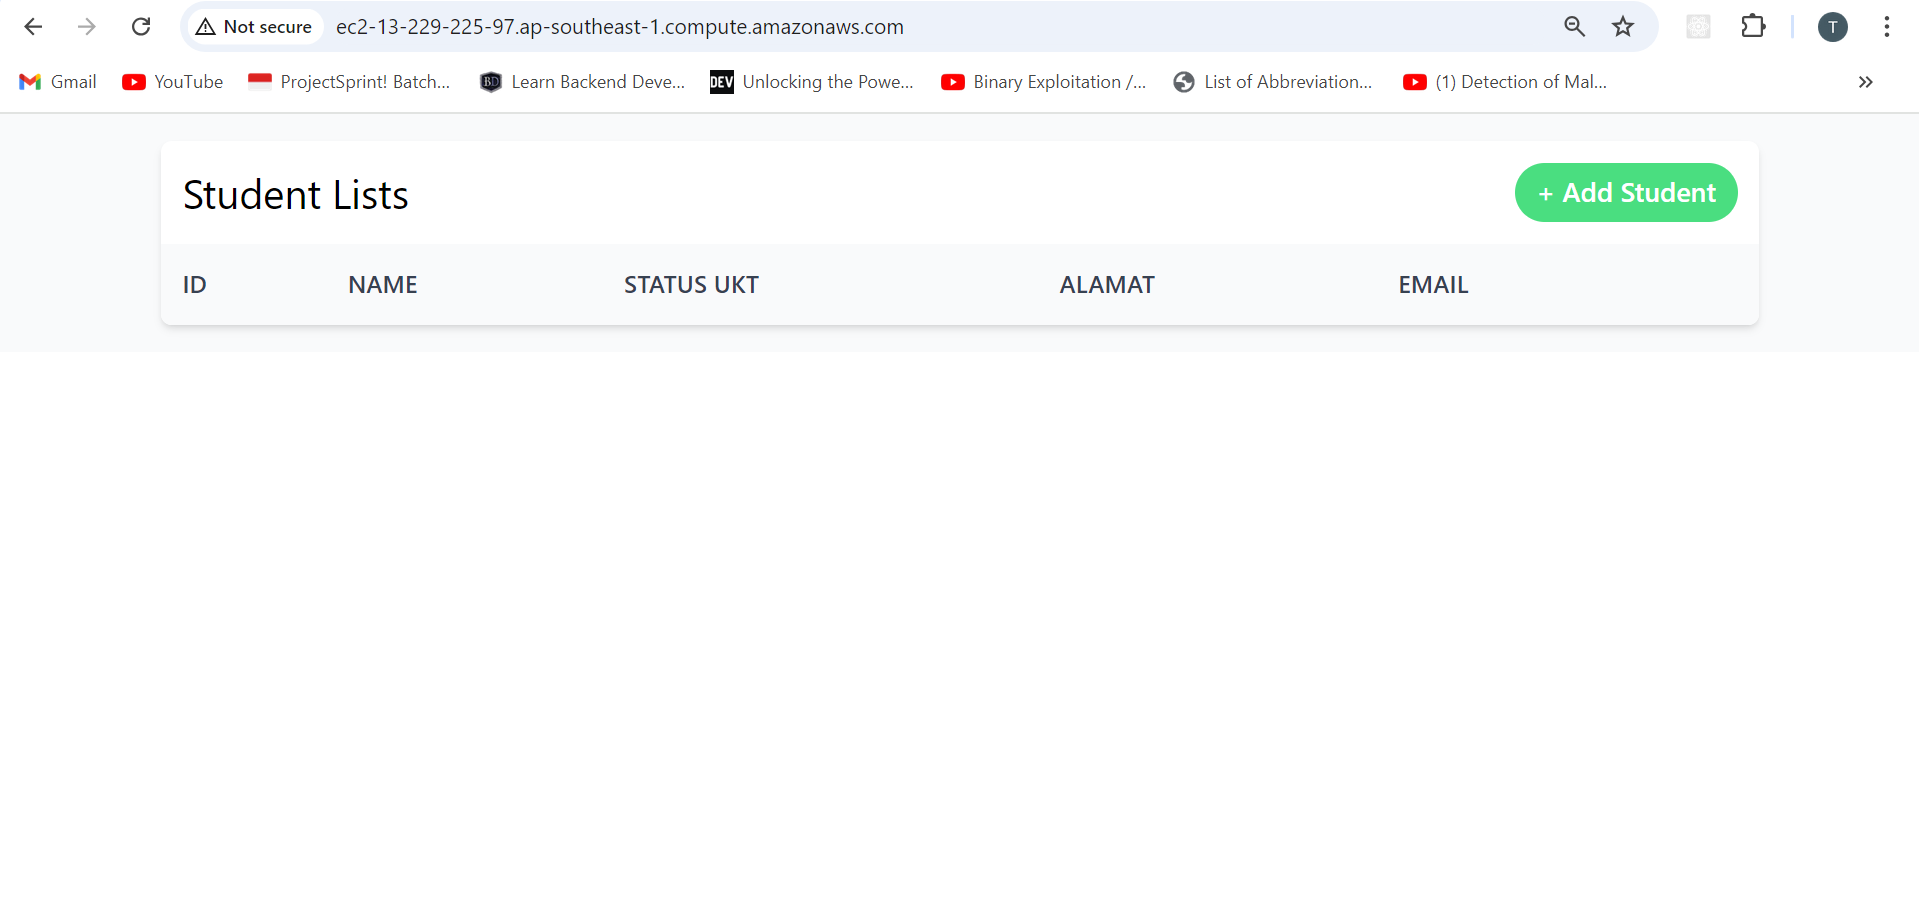 Not secure ec2-13-229-225-97.ap-southeast-1.compute.amazonaws.com T
Gmail YouTube ProjectSprint! Batch... BD Learn Backend Deve... DEV Unlocking the Powe... Binary Exploitation /... List of Abbreviation... (1) Detection of Mal...
Student Lists + Add Student
ID NAME STATUS UKT ALAMAT EMAIL